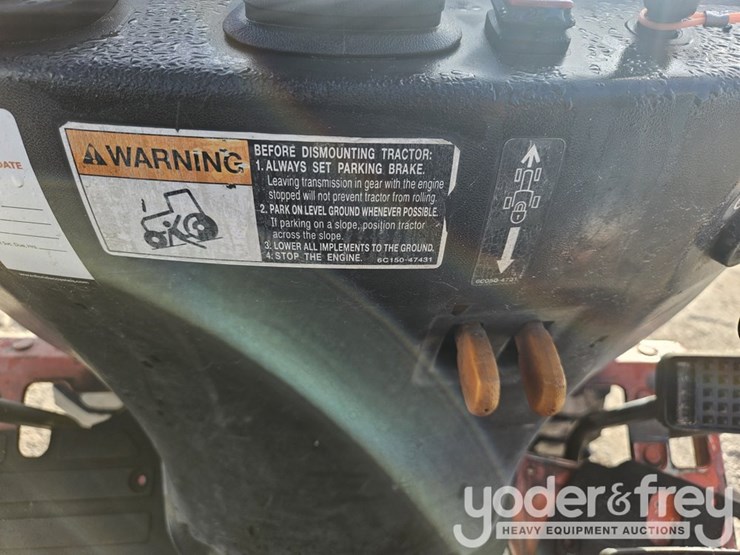 DATE
WARNING
BEFORE DISMOUNTING TRACTOR:
1. ALWAYS SET PARKING BRAKE.
Leaving transmission in gear with the engine
stopped will not prevent tractor from rolling.
2. PARK ON LEVEL GROUND WHENEVER POSSIBLE.
If parking on a slope, position tractor
across the slope.
3. LOWER ALL IMPLEMENTS TO THE GROUND.
4. STOP THE ENGINE. 6C150-47431
yoder&frey
HEAVY EQUIPMENT AUCTIONS